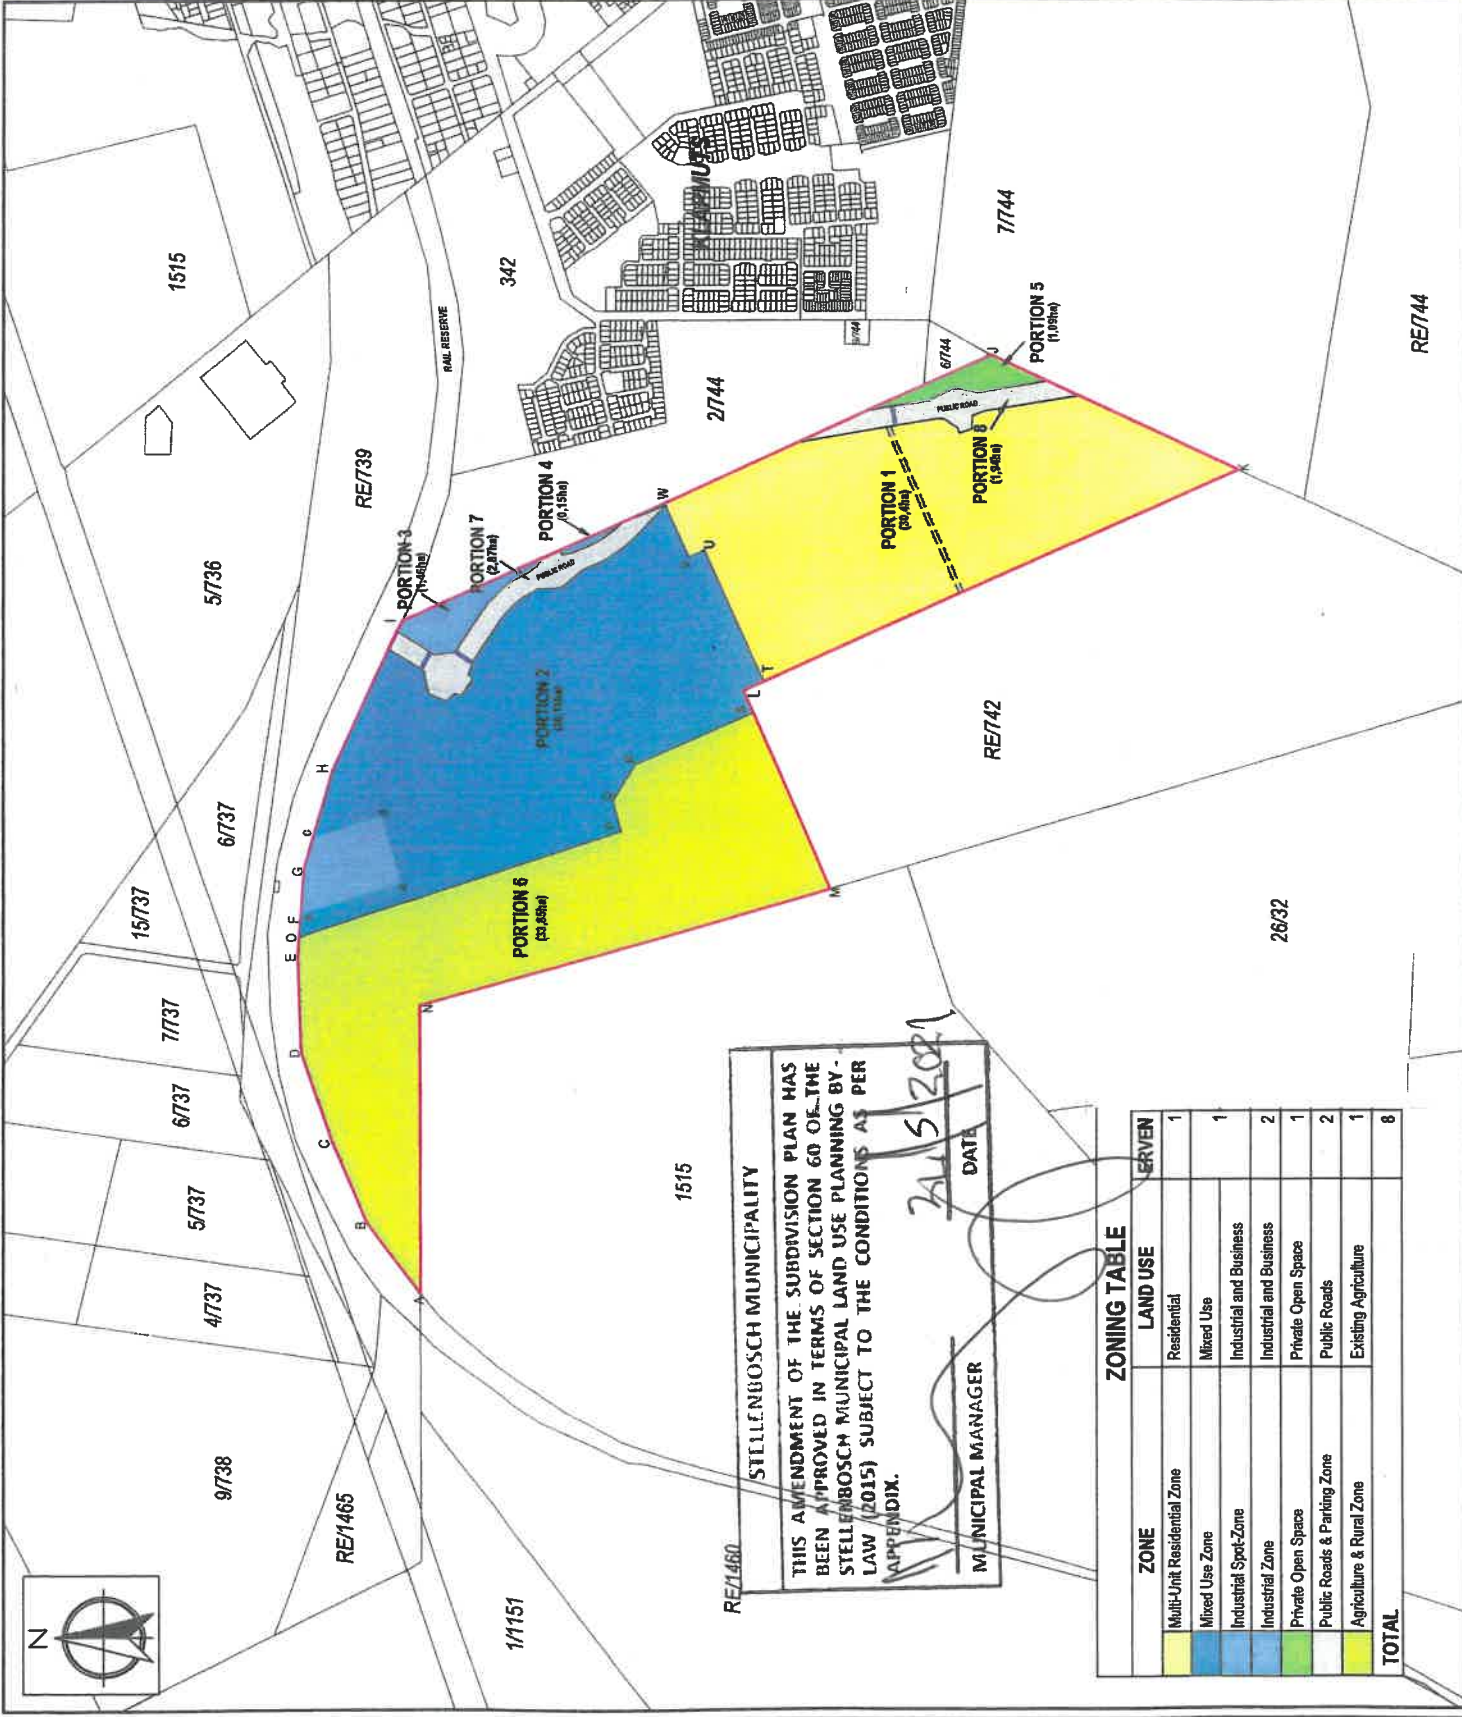 N
1515
342
RAIL RESERVE
RE/739
5/736
6/737
15/737
7/737
6/737
5/737
4/737
9/738
RE/1465
1/1151
RE/1460
1515
2/744
6/744
7/744
RE/744
RE/742
26/32
KLAPMUTS
PORTION 3
PORTION 7
(2,87ha)
PORTION 4
(0,15ha)
PUBLIC ROAD
PORTION 2
PORTION 1
PORTION 8
PORTION 5
(1,09ha)
PUBLIC ROAD
PORTION 6
(33,85ha)
A
B
C
D
E O F
G
H
I
W
J
K
L
T
U
S
M
N
STELLENBOSCH MUNICIPALITY
THIS AMENDMENT OF THE SUBDIVISION PLAN HAS
BEEN APPROVED IN TERMS OF SECTION 60 OF THE
STELLENBOSCH MUNICIPAL LAND USE PLANNING BY-
LAW (2015) SUBJECT TO THE CONDITIONS AS PER
APPENDIX.
MUNICIPAL MANAGER
DATE
ZONING TABLE
ZONE LAND USE ERVEN
Multi-Unit Residential Zone Residential 1
Mixed Use Zone Mixed Use 1
Industrial Spot-Zone Industrial and Business
Industrial Zone Industrial and Business 2
Private Open Space Private Open Space 1
Public Roads & Parking Zone Public Roads 2
Agriculture & Rural Zone Existing Agriculture 1
TOTAL 8